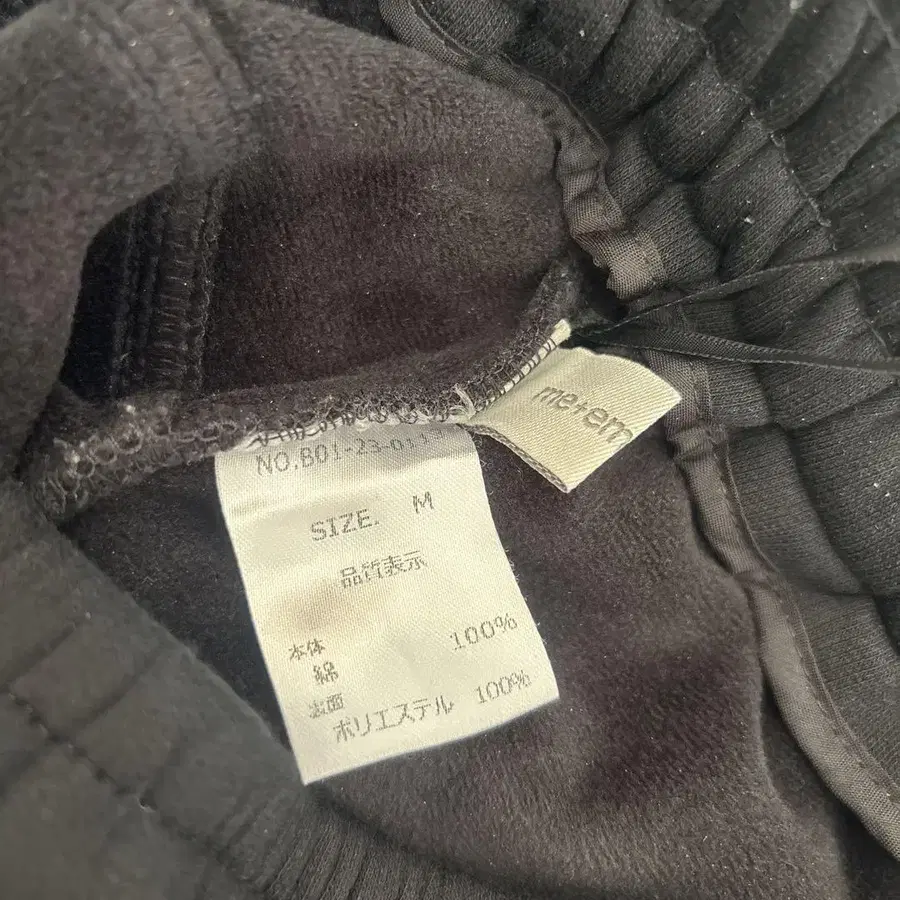 me+em
NO.B01-23-011
SIZE. M
品質表示
本体
綿 100%
志面
ポリエステル 100%